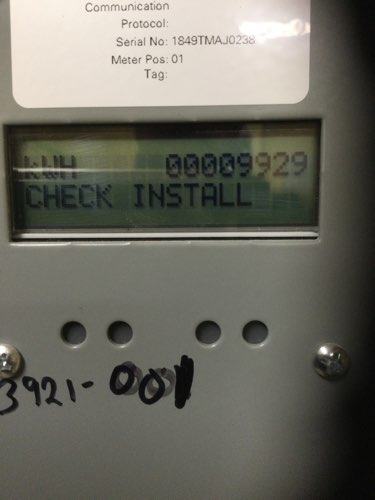 Communication
Protocol:
Serial No: 1849TMAJ0238
Meter Pos: 01
Tag:
KWH 00009929
CHECK INSTALL
3921-001